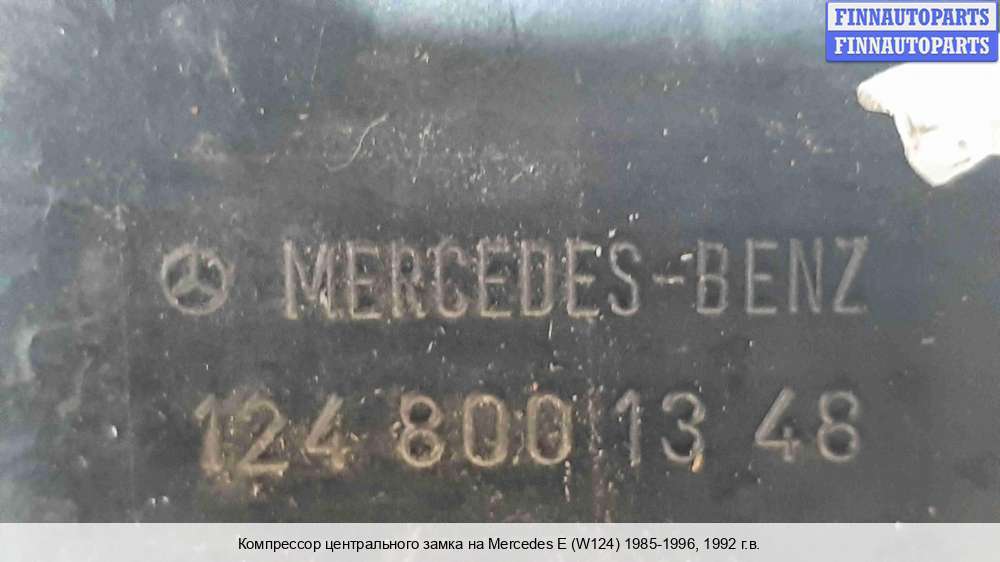 FINNAUTOPARTS
FINNAUTOPARTS
MERCEDES-BENZ
124 800 13 48
Компрессор центрального замка на Mercedes E (W124) 1985-1996, 1992 г.в.